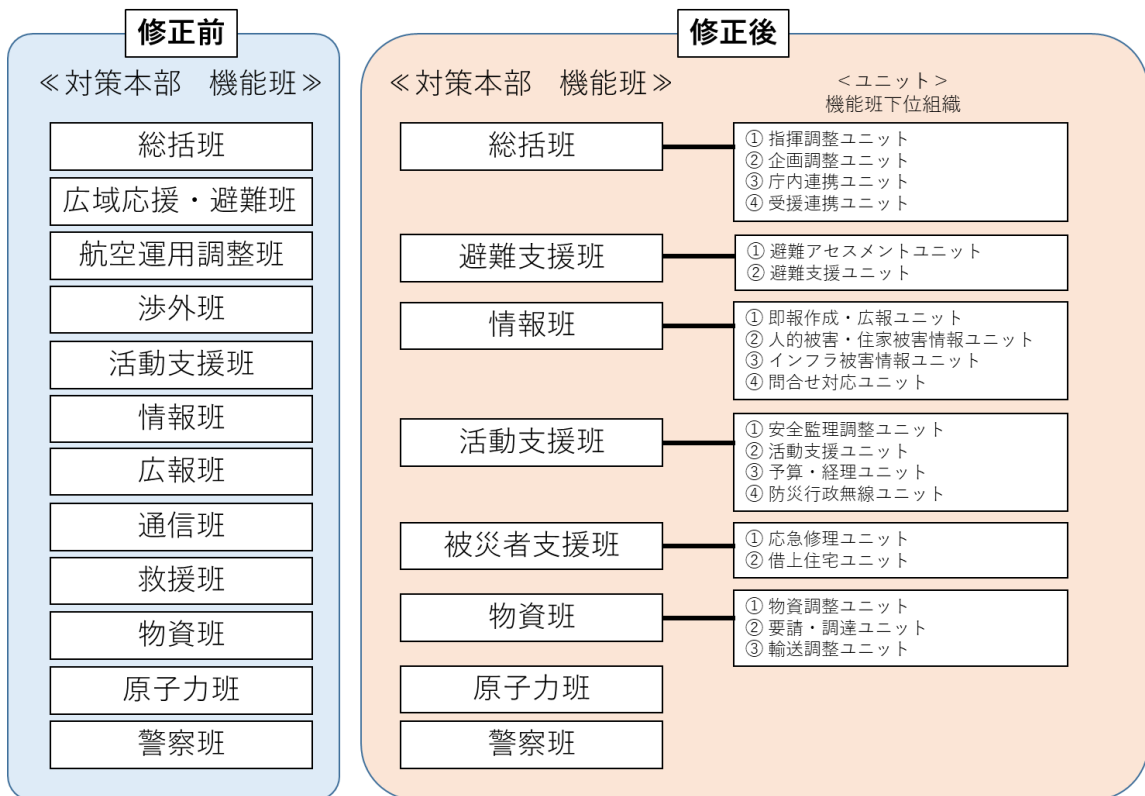 修正前
≪対策本部　機能班≫
総括班
広域応援・避難班
航空運用調整班
渉外班
活動支援班
情報班
広報班
通信班
救援班
物資班
原子力班
警察班
修正後
≪対策本部　機能班≫
＜ユニット＞
機能班下位組織
総括班
① 指揮調整ユニット
② 企画調整ユニット
③ 庁内連携ユニット
④ 受援連携ユニット
避難支援班
① 避難アセスメントユニット
② 避難支援ユニット
情報班
① 即報作成・広報ユニット
② 人的被害・住家被害情報ユニット
③ インフラ被害情報ユニット
④ 問合せ対応ユニット
活動支援班
① 安全監理調整ユニット
② 活動支援ユニット
③ 予算・経理ユニット
④ 防災行政無線ユニット
被災者支援班
① 応急修理ユニット
② 借上住宅ユニット
物資班
① 物資調整ユニット
② 要請・調達ユニット
③ 輸送調整ユニット
原子力班
警察班